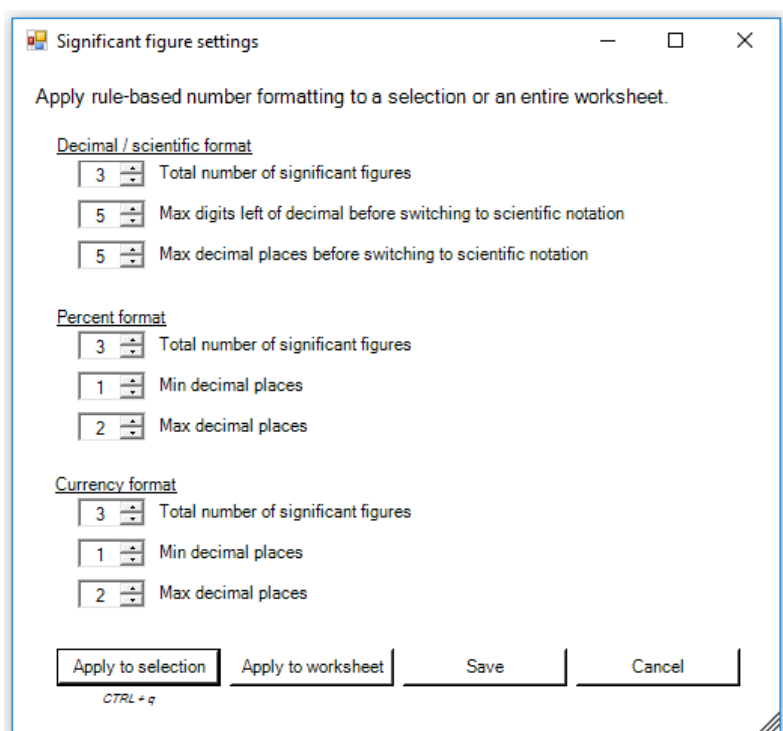 Significant figure settings
Apply rule-based number formatting to a selection or an entire worksheet.
Decimal / scientific format
3 Total number of significant figures
5 Max digits left of decimal before switching to scientific notation
5 Max decimal places before switching to scientific notation
Percent format
3 Total number of significant figures
1 Min decimal places
2 Max decimal places
Currency format
3 Total number of significant figures
1 Min decimal places
2 Max decimal places
Apply to selection Apply to worksheet Save Cancel
CTRL + q